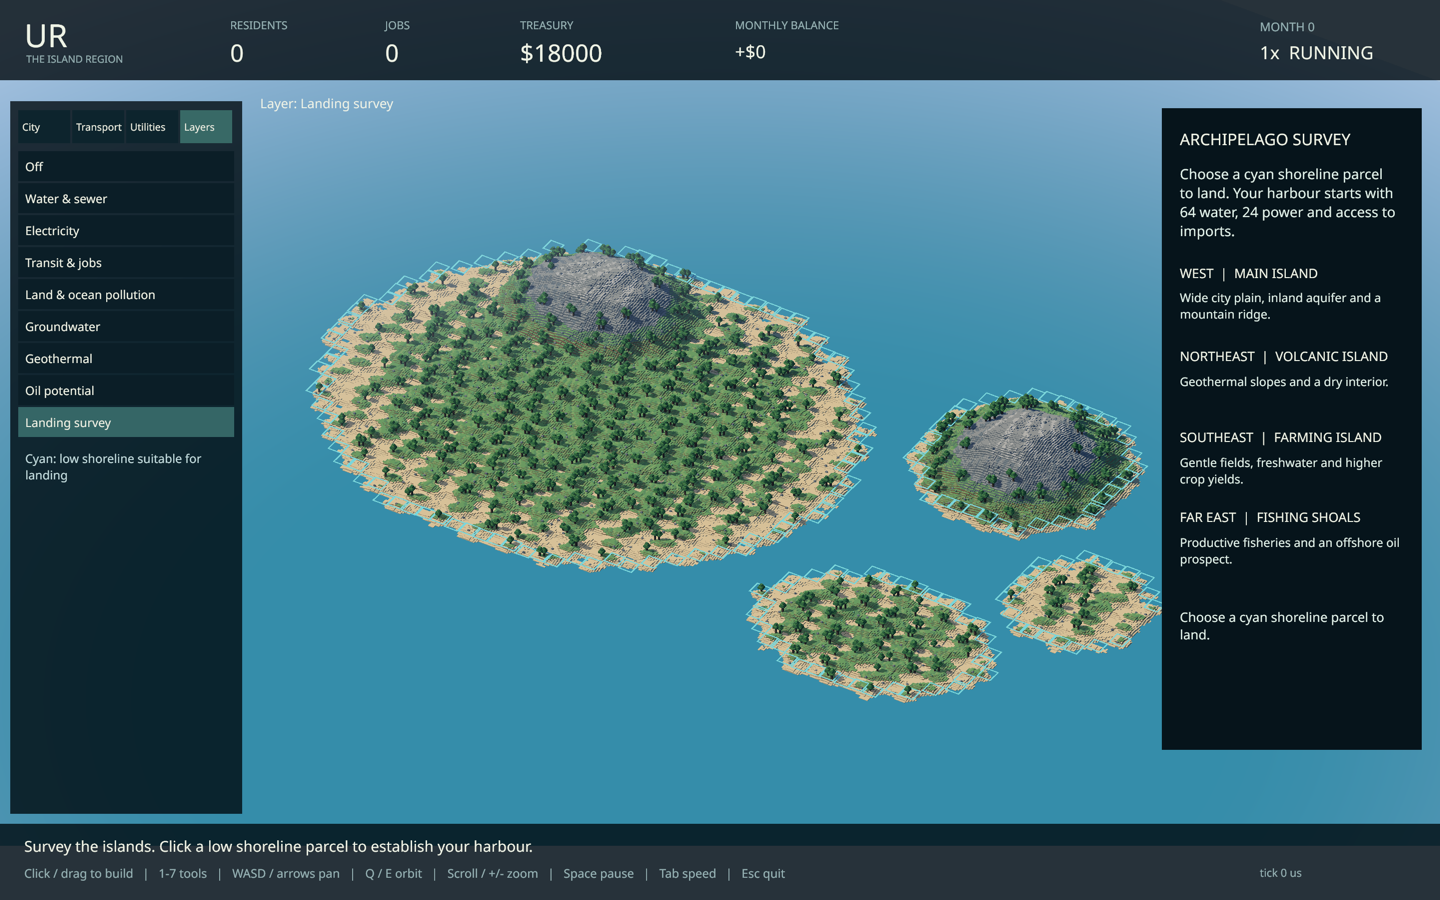 UR
THE ISLAND REGION
RESIDENTS
0
JOBS
0
TREASURY
$18000
MONTHLY BALANCE
+$0
MONTH 0
1x RUNNING
City
Transport
Utilities
Layers
Off
Water & sewer
Electricity
Transit & jobs
Land & ocean pollution
Groundwater
Geothermal
Oil potential
Landing survey
Cyan: low shoreline suitable for
landing
Layer: Landing survey
ARCHIPELAGO SURVEY
Choose a cyan shoreline parcel
to land. Your harbour starts with
64 water, 24 power and access to
imports.
WEST | MAIN ISLAND
Wide city plain, inland aquifer and a
mountain ridge.
NORTHEAST | VOLCANIC ISLAND
Geothermal slopes and a dry interior.
SOUTHEAST | FARMING ISLAND
Gentle fields, freshwater and higher
crop yields.
FAR EAST | FISHING SHOALS
Productive fisheries and an offshore oil
prospect.
Choose a cyan shoreline parcel to
land.
Survey the islands. Click a low shoreline parcel to establish your harbour.
Click / drag to build | 1-7 tools | WASD / arrows pan | Q / E orbit | Scroll / +/- zoom | Space pause | Tab speed | Esc quit
tick 0 us